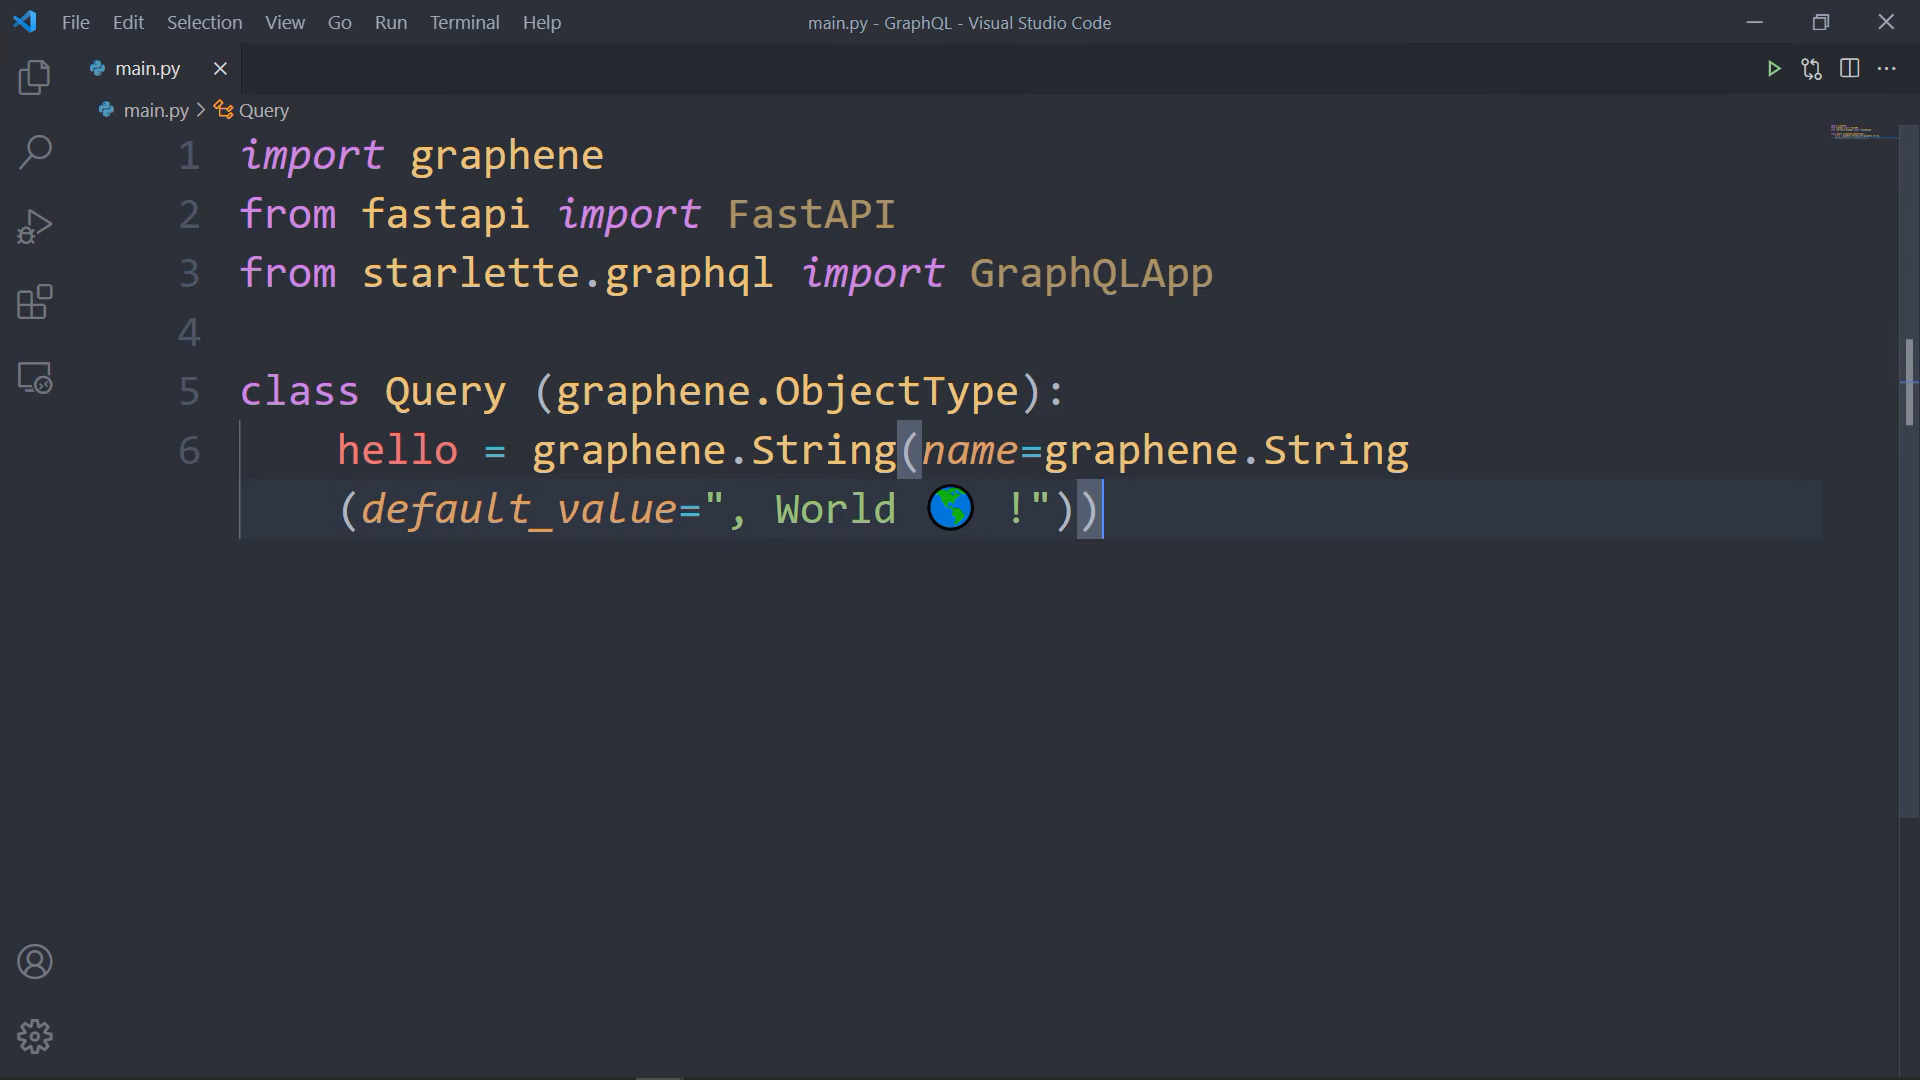 File Edit Selection View Go Run Terminal Help
main.py - GraphQL - Visual Studio Code
main.py
main.py > Query
1 import graphene
2 from fastapi import FastAPI
3 from starlette.graphql import GraphQLApp
4
5 class Query (graphene.ObjectType):
6 hello = graphene.String(name=graphene.String
(default_value=", World 🌎 !"))